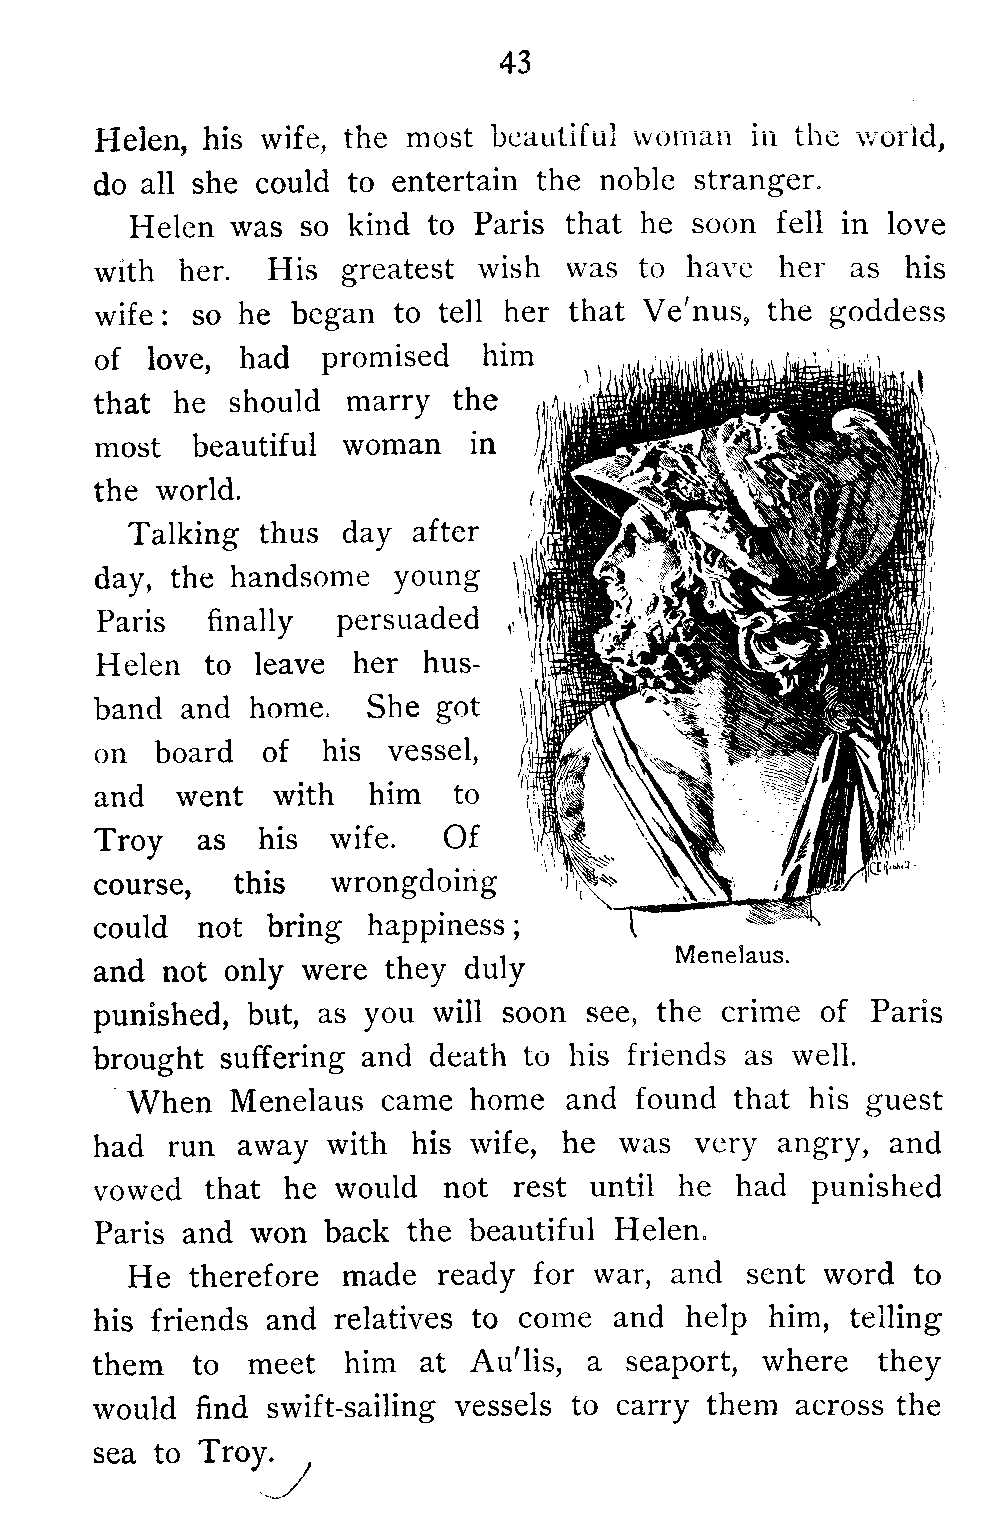 43
Helen, his wife, the most beautiful woman in the world,
do all she could to entertain the noble stranger.
Helen was so kind to Paris that he soon fell in love
with her. His greatest wish was to have her as his
wife: so he began to tell her that Ve'nus, the goddess
of love, had promised him
that he should marry the
most beautiful woman in
the world.
Talking thus day after
day, the handsome young
Paris finally persuaded
Helen to leave her hus-
band and home. She got
on board of his vessel,
and went with him to
Troy as his wife. Of
course, this wrongdoing
could not bring happiness;
and not only were they duly
Menelaus.
punished, but, as you will soon see, the crime of Paris
brought suffering and death to his friends as well.
When Menelaus came home and found that his guest
had run away with his wife, he was very angry, and
vowed that he would not rest until he had punished
Paris and won back the beautiful Helen.
He therefore made ready for war, and sent word to
his friends and relatives to come and help him, telling
them to meet him at Au'lis, a seaport, where they
would find swift-sailing vessels to carry them across the
sea to Troy.